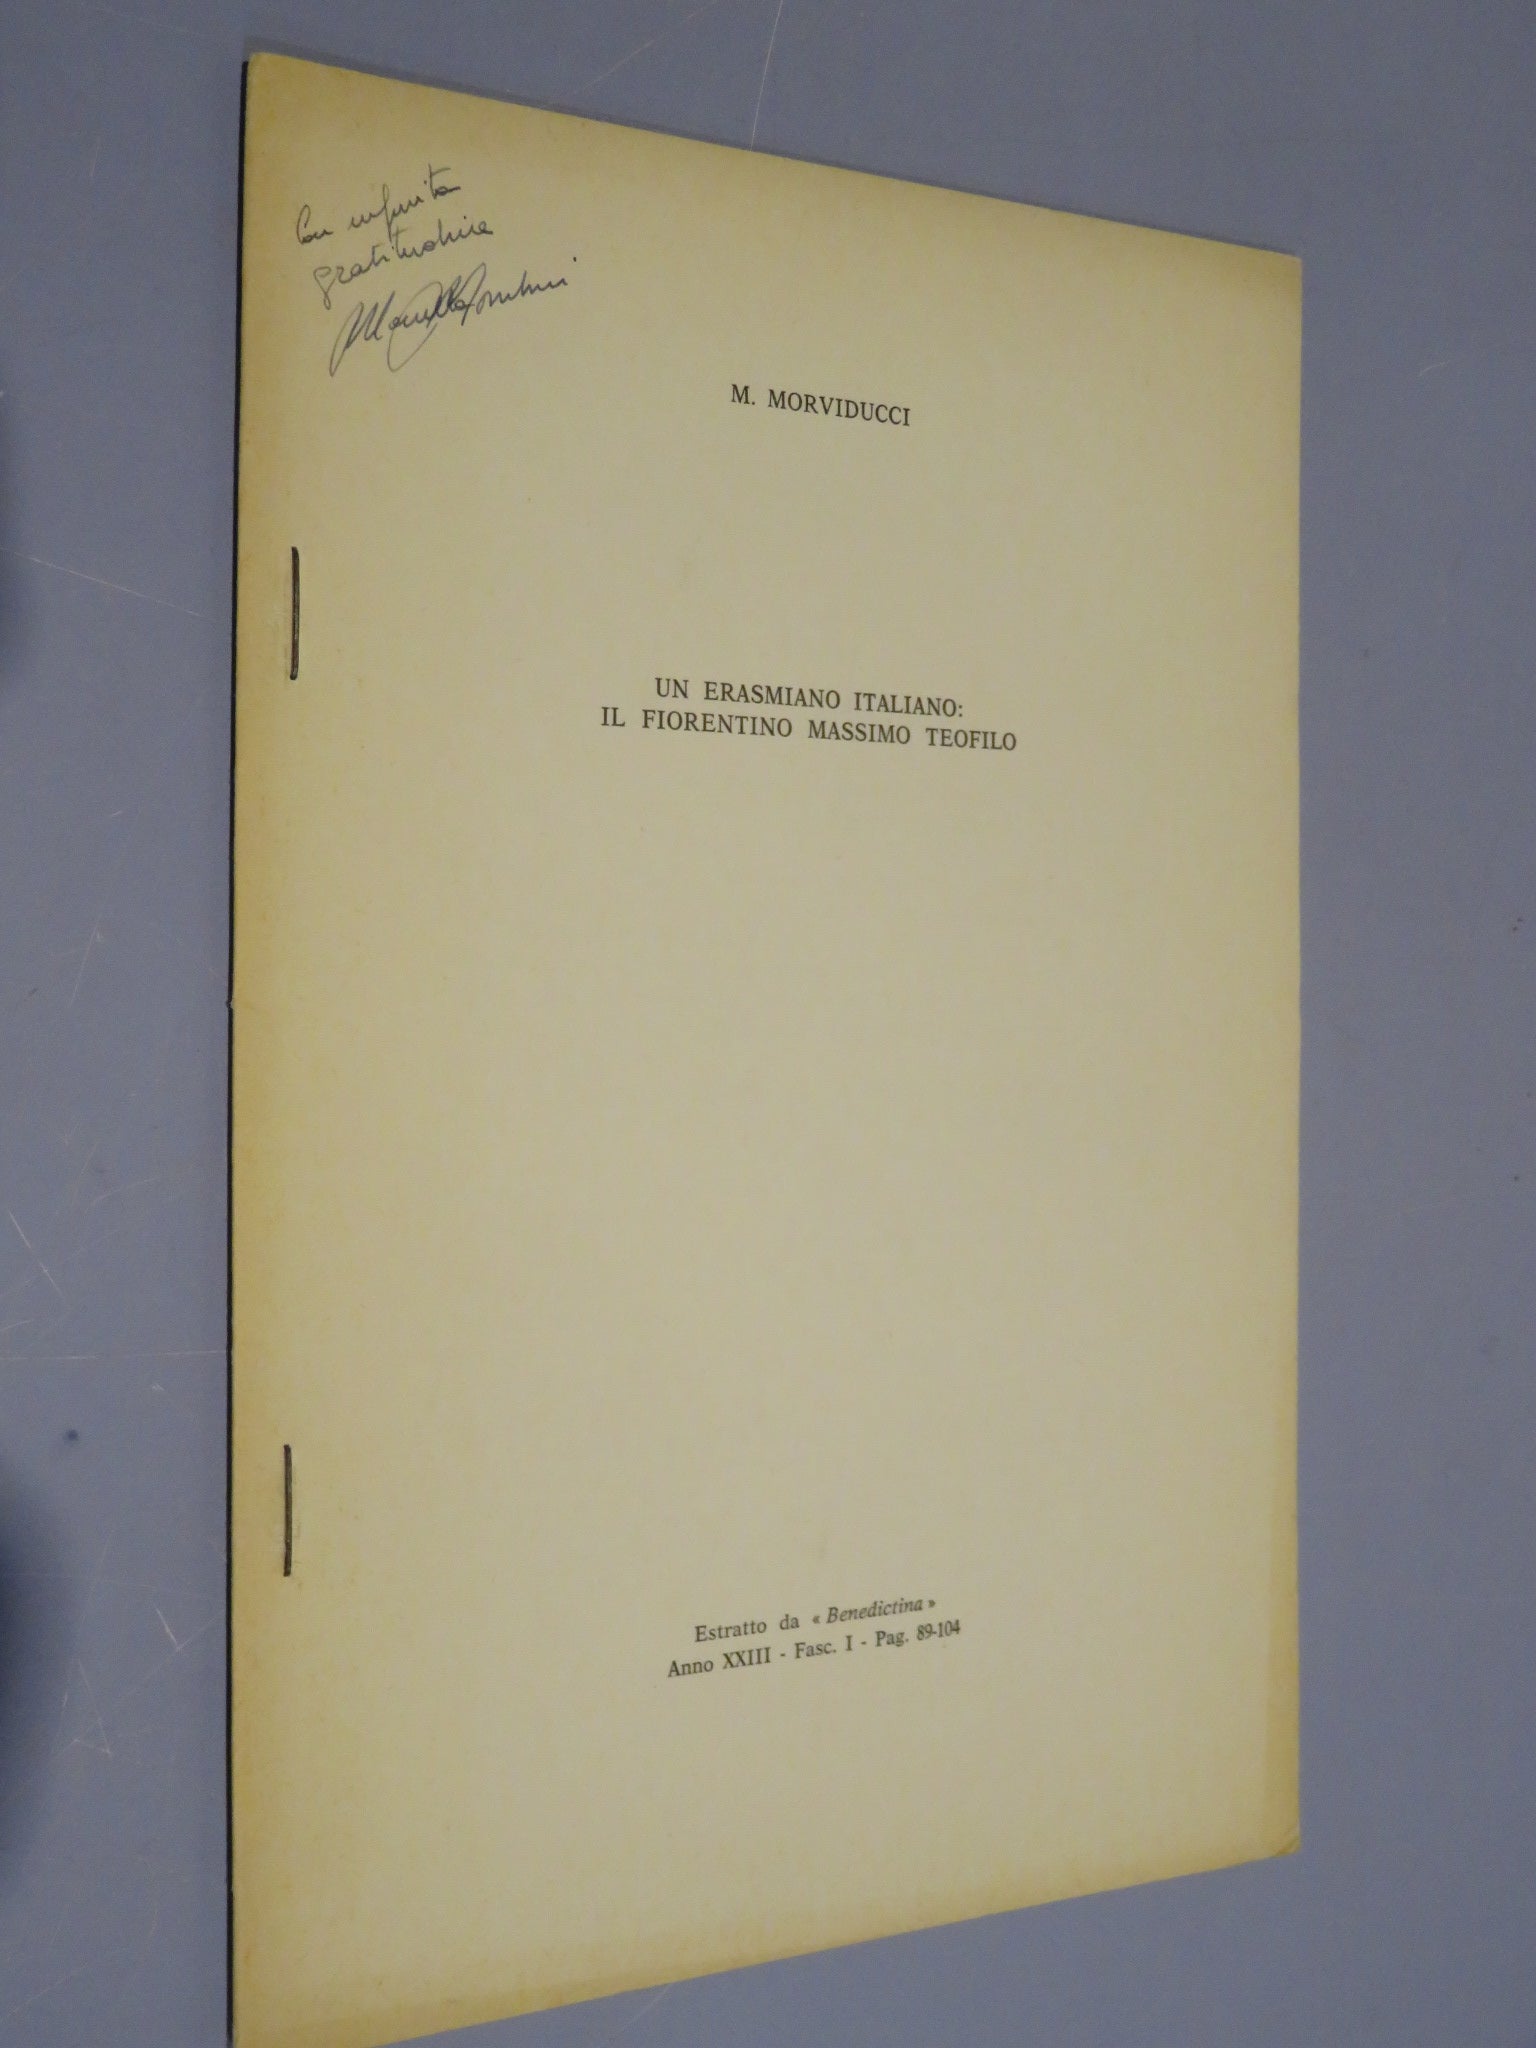 Con infinita
gratitudine
M. MORVIDUCCI
UN ERASMIANO ITALIANO:
IL FIORENTINO MASSIMO TEOFILO
Estratto da « Benedictina »
Anno XXIII - Fasc. I - Pag. 89-104